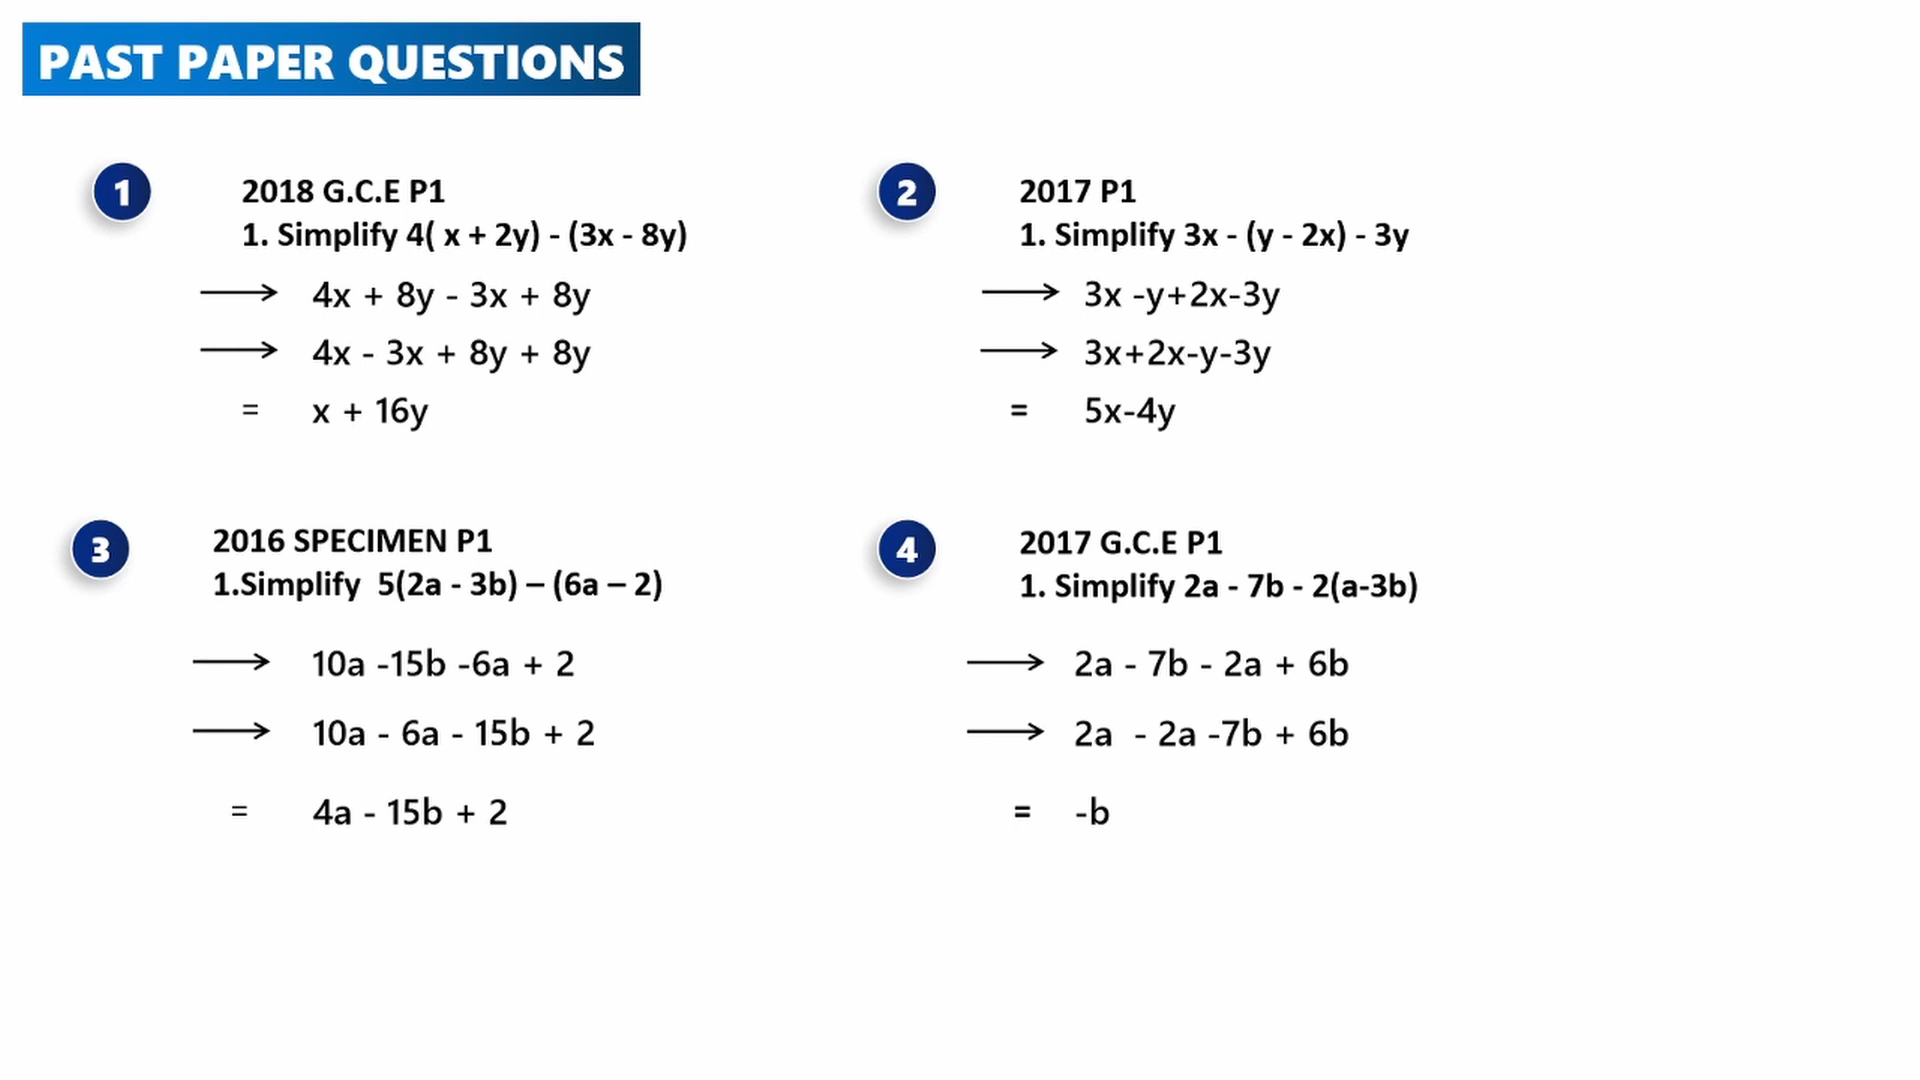 PAST PAPER QUESTIONS
1
2018 G.C.E P1
1. Simplify 4( x + 2y) - (3x - 8y)
⟶ 4x + 8y - 3x + 8y
⟶ 4x - 3x + 8y + 8y
= x + 16y
2
2017 P1
1. Simplify 3x - (y - 2x) - 3y
⟶ 3x -y+2x-3y
⟶ 3x+2x-y-3y
= 5x-4y
3
2016 SPECIMEN P1
1.Simplify 5(2a - 3b) – (6a – 2)
⟶ 10a -15b -6a + 2
⟶ 10a - 6a - 15b + 2
= 4a - 15b + 2
4
2017 G.C.E P1
1. Simplify 2a - 7b - 2(a-3b)
⟶ 2a - 7b - 2a + 6b
⟶ 2a - 2a -7b + 6b
= -b